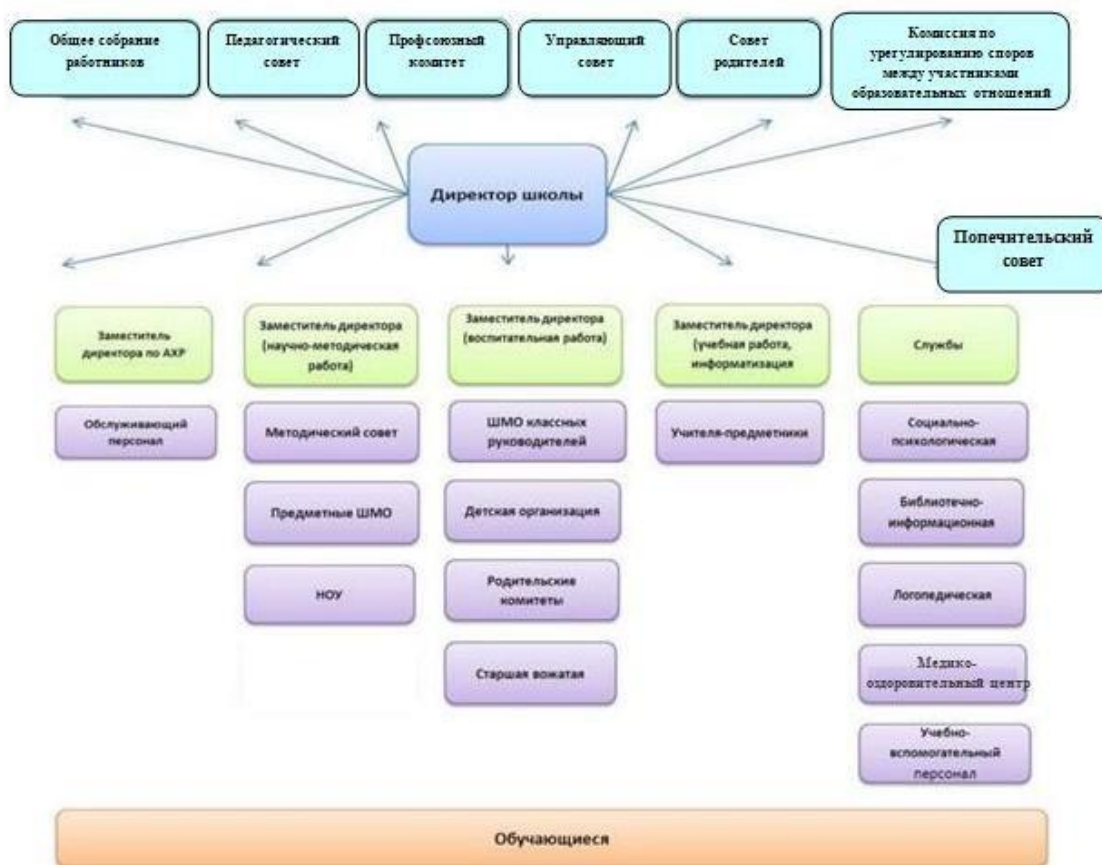 Общее собрание
работников
Педагогический
совет
Профсоюзный
комитет
Управляющий
совет
Совет
родителей
Комиссия по
урегулированию споров
между участниками
образовательных отношений
Директор школы
Попечительский
совет
Заместитель
директора по АХР
Заместитель директора
(научно-методическая
работа)
Заместитель директора
(воспитательная работа)
Заместитель директора
(учебная работа,
информатизация
Службы
Обслуживающий
персонал
Методический совет
ШМО классных
руководителей
Учителя-предметники
Социально-
психологическая
Предметные ШМО
Детская организация
Библиотечно-
информационная
НОУ
Родительские
комитеты
Логопедическая
Старшая вожатая
Медико-
оздоровительный центр
Учебно-
вспомогательный
персонал
Обучающиеся